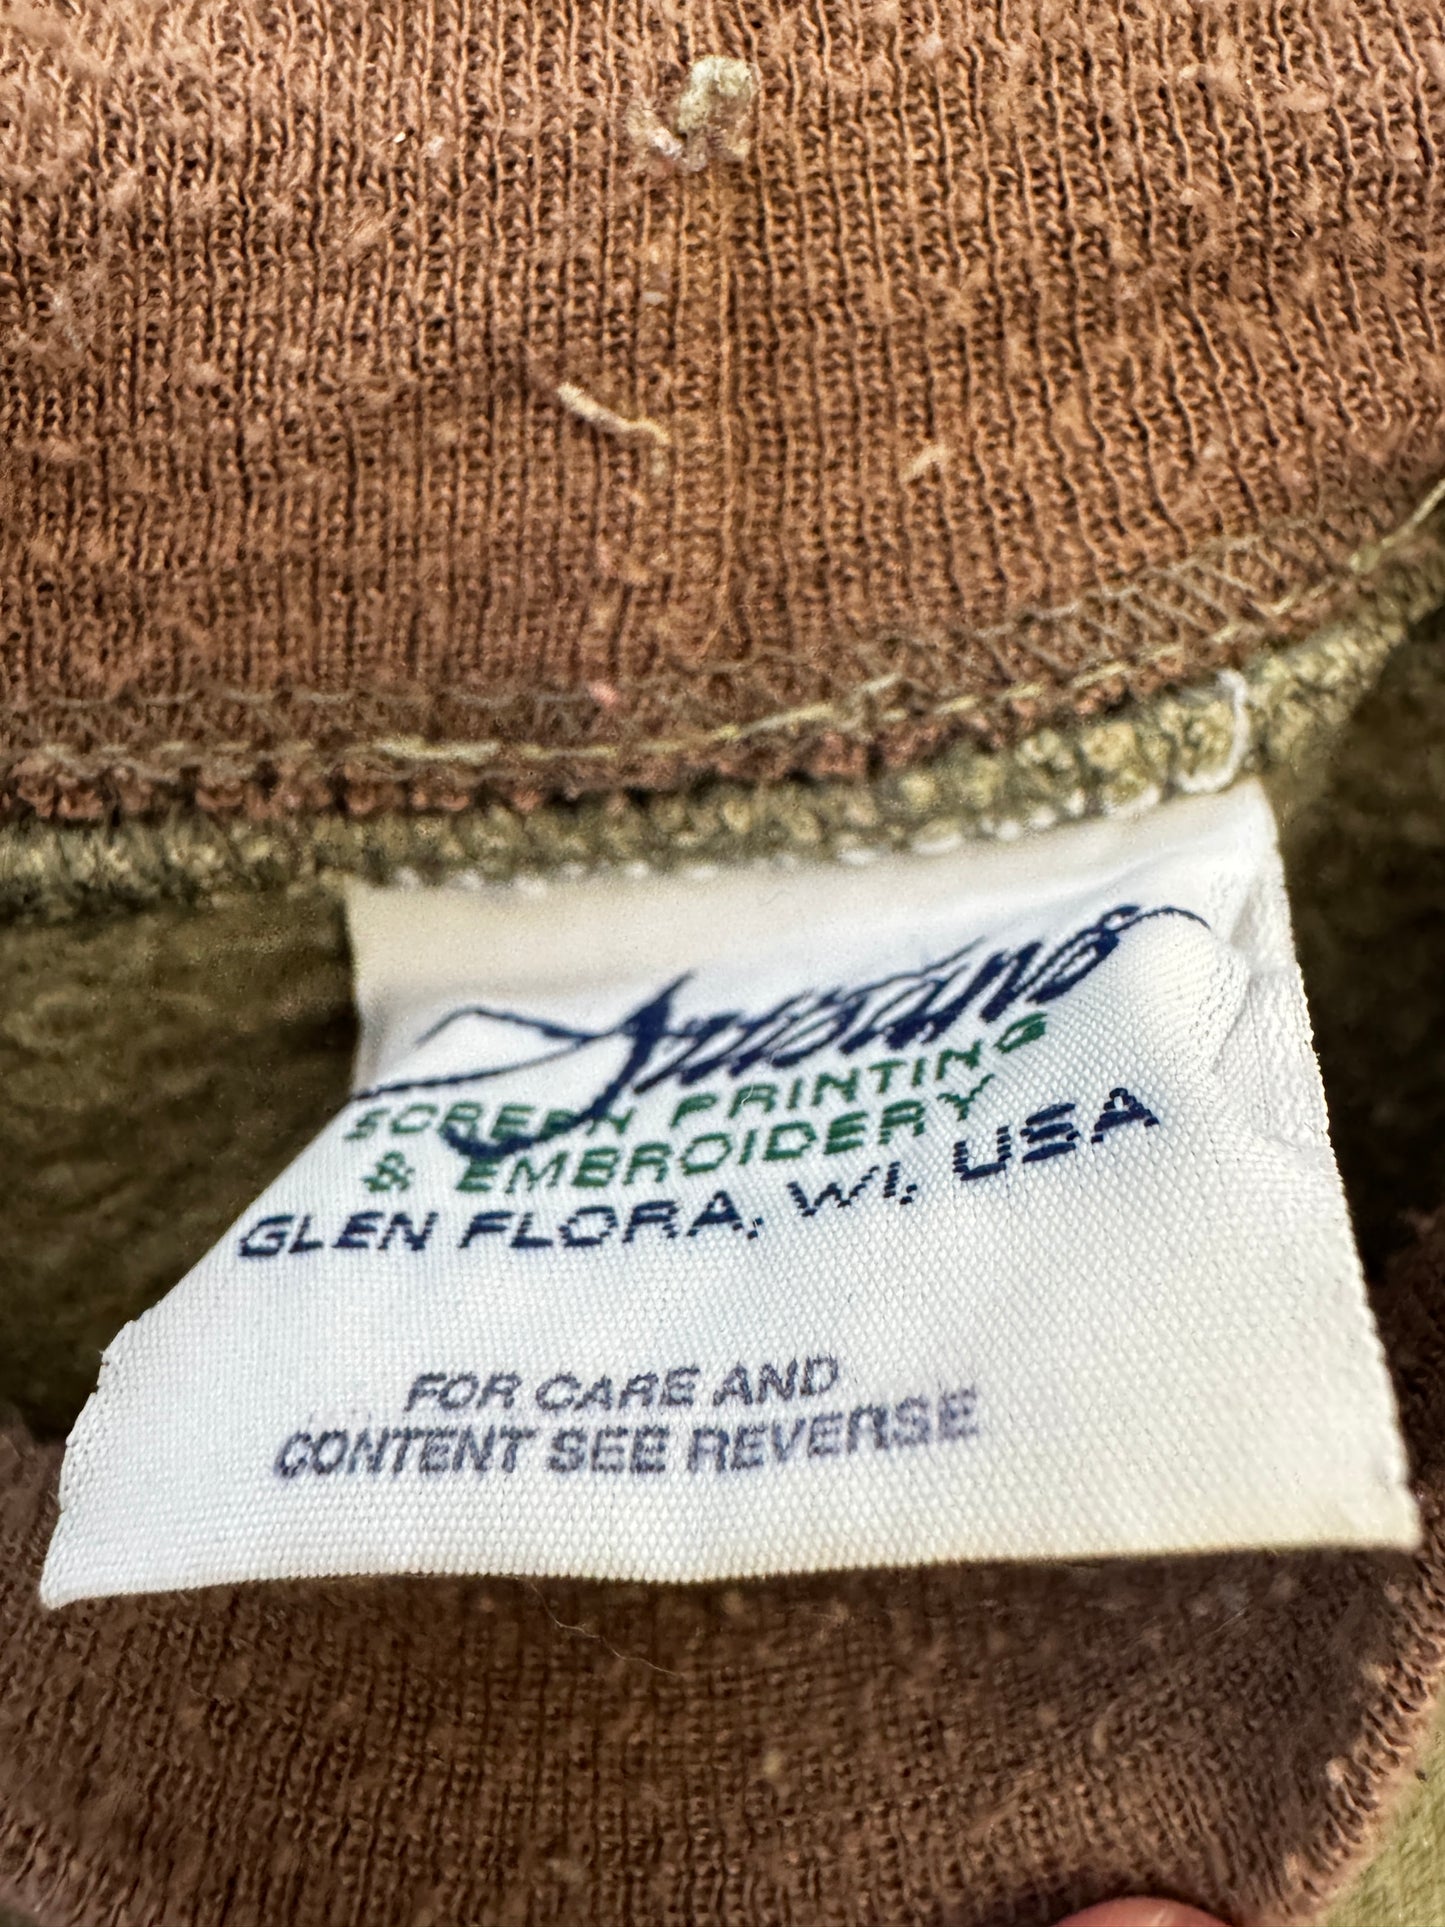 SCREEN PRINTING
& EMBROIDERY
GLEN FLORA, WI, USA
FOR CARE AND
CONTENT SEE REVERSE